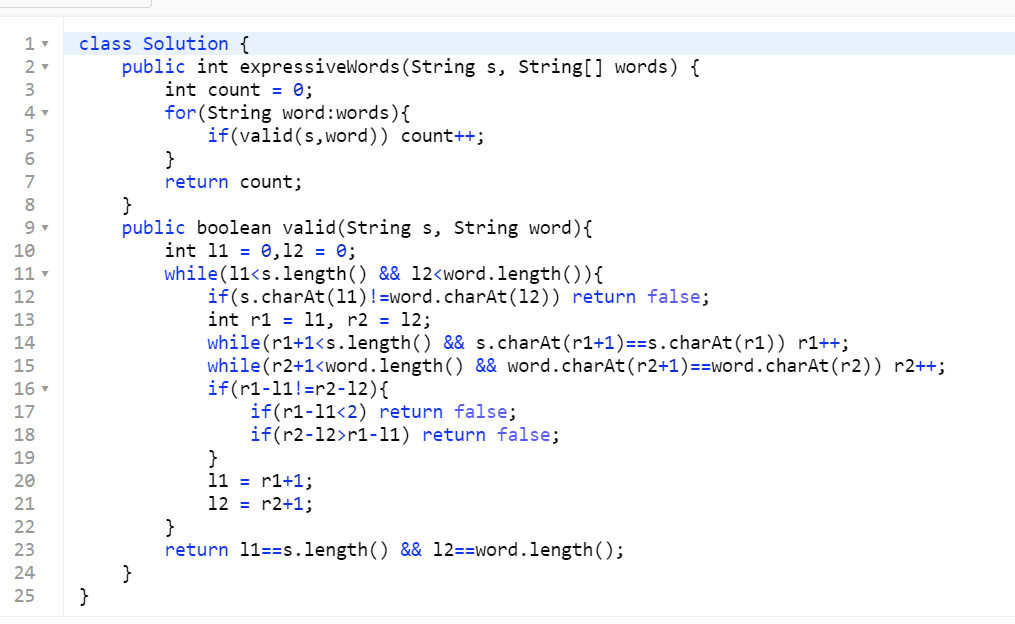 1 class Solution {
2     public int expressiveWords(String s, String[] words) {
3         int count = 0;
4         for(String word:words){
5             if(valid(s,word)) count++;
6         }
7         return count;
8     }
9     public boolean valid(String s, String word){
10         int l1 = 0,l2 = 0;
11         while(l1<s.length() && l2<word.length()){
12             if(s.charAt(l1)!=word.charAt(l2)) return false;
13             int r1 = l1, r2 = l2;
14             while(r1+1<s.length() && s.charAt(r1+1)==s.charAt(r1)) r1++;
15             while(r2+1<word.length() && word.charAt(r2+1)==word.charAt(r2)) r2++;
16             if(r1-l1!=r2-l2){
17                 if(r1-l1<2) return false;
18                 if(r2-l2>r1-l1) return false;
19             }
20             l1 = r1+1;
21             l2 = r2+1;
22         }
23         return l1==s.length() && l2==word.length();
24     }
25 }